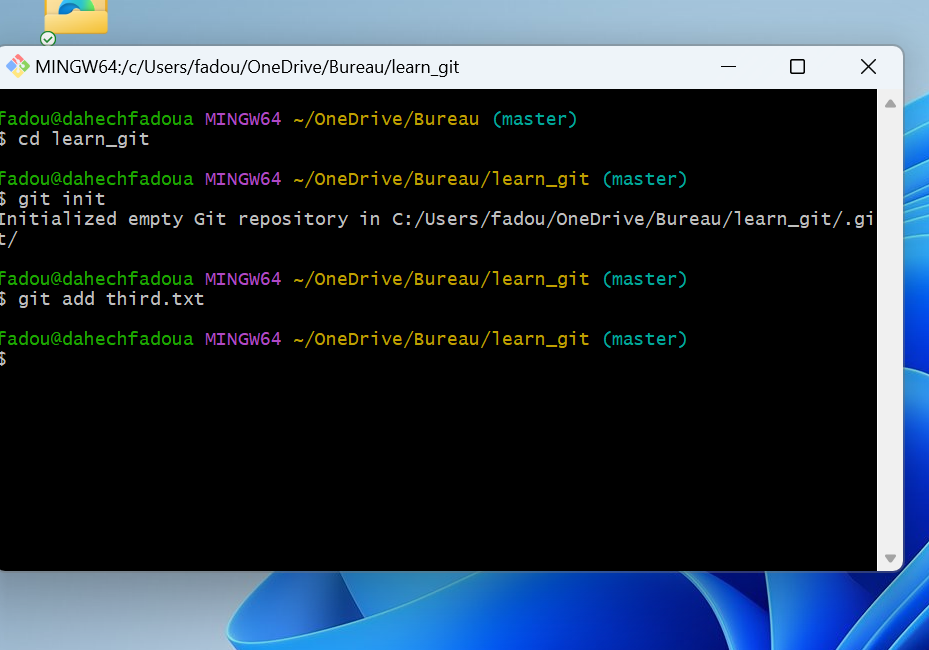 MINGW64:/c/Users/fadou/OneDrive/Bureau/learn_git
fadou@dahechfadoua MINGW64 ~/OneDrive/Bureau (master)
$ cd learn_git
fadou@dahechfadoua MINGW64 ~/OneDrive/Bureau/learn_git (master)
$ git init
Initialized empty Git repository in C:/Users/fadou/OneDrive/Bureau/learn_git/.gi
t/
fadou@dahechfadoua MINGW64 ~/OneDrive/Bureau/learn_git (master)
$ git add third.txt
fadou@dahechfadoua MINGW64 ~/OneDrive/Bureau/learn_git (master)
$